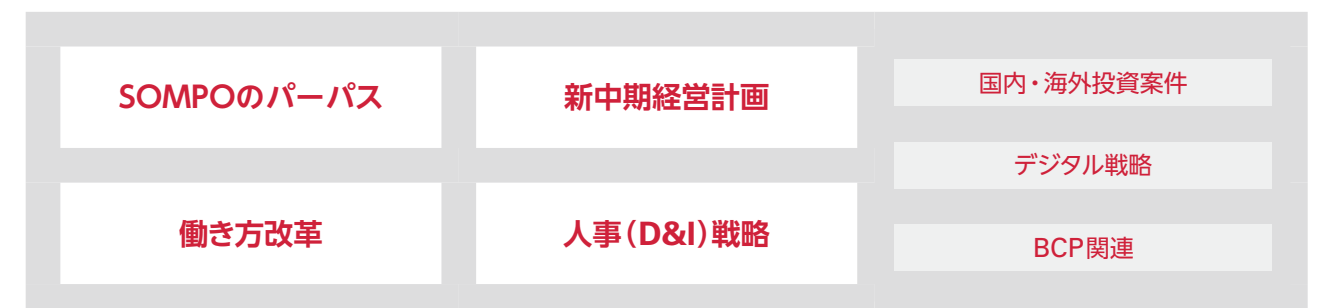 SOMPOのパーパス
新中期経営計画
働き方改革
人事（D&I）戦略
国内・海外投資案件
デジタル戦略
BCP関連